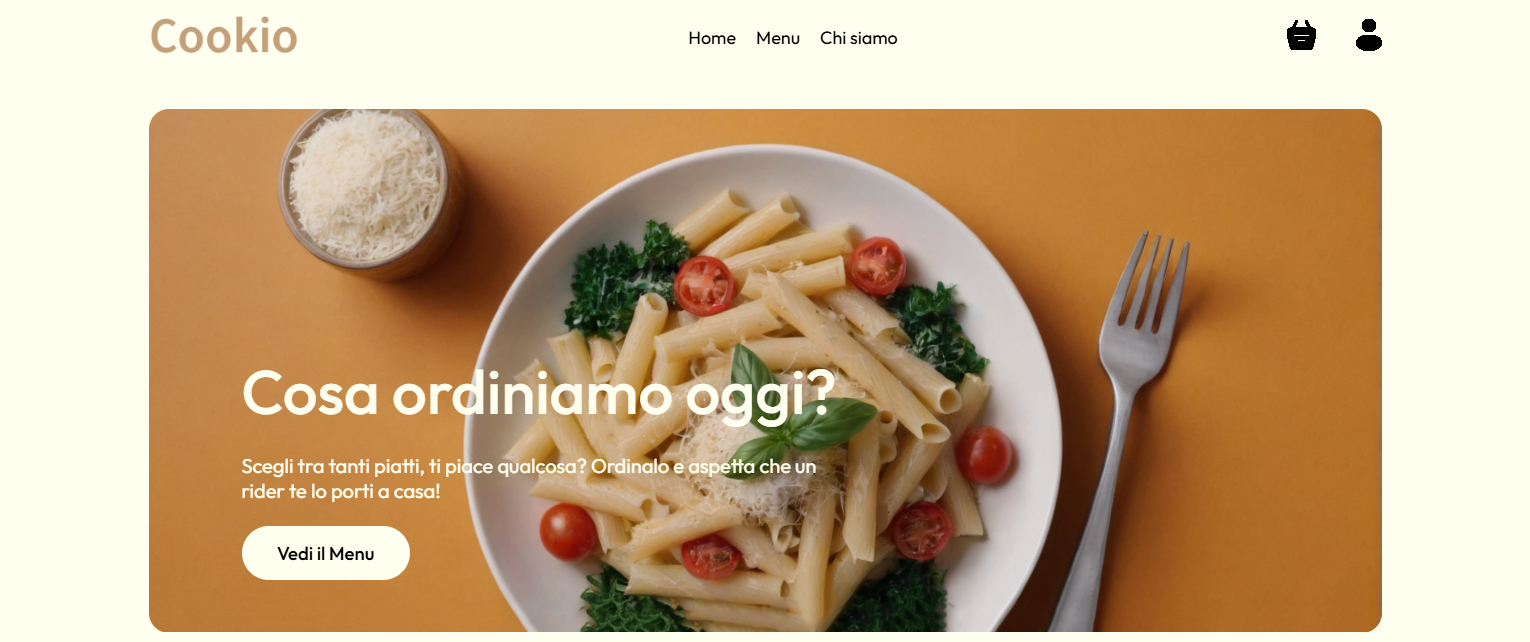 Cookio
Home Menu Chi siamo
Cosa ordiniamo oggi?
Scegli tra tanti piatti, ti piace qualcosa? Ordinalo e aspetta che un
rider te lo porti a casa!
Vedi il Menu